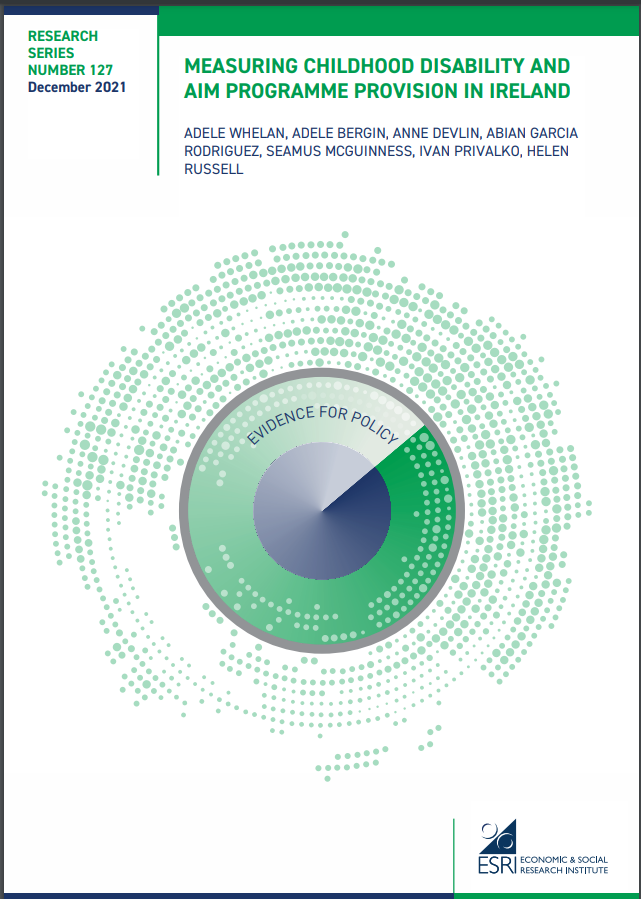 RESEARCH
SERIES
NUMBER 127
December 2021
MEASURING CHILDHOOD DISABILITY AND
AIM PROGRAMME PROVISION IN IRELAND
ADELE WHELAN, ADELE BERGIN, ANNE DEVLIN, ABIAN GARCIA
RODRIGUEZ, SEAMUS MCGUINNESS, IVAN PRIVALKO, HELEN
RUSSELL
EVIDENCE FOR POLICY
ESRI
ECONOMIC & SOCIAL
RESEARCH INSTITUTE